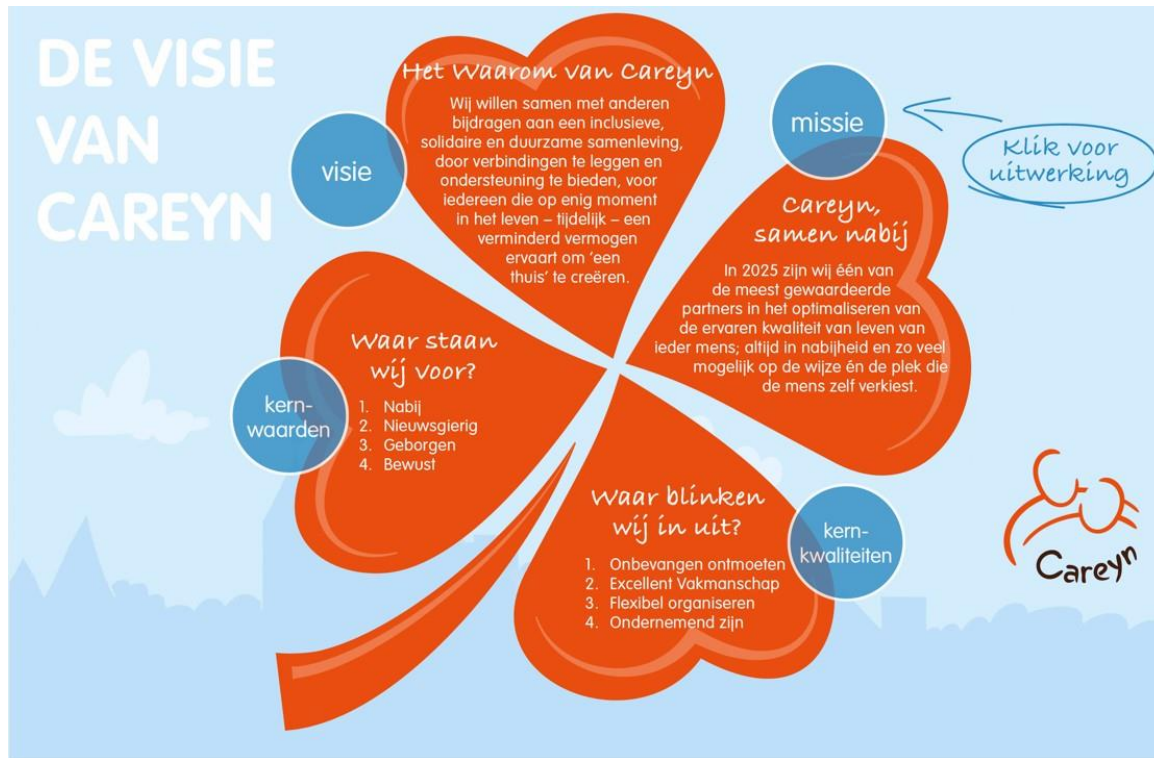 DE VISIE
VAN
CAREYN
visie
Het Waarom van Careyn
Wij willen samen met anderen
bijdragen aan een inclusieve,
solidaire en duurzame samenleving,
door verbindingen te leggen en
ondersteuning te bieden, voor
iedereen die op enig moment
in het leven – tijdelijk – een
verminderd vermogen
ervaart om ‘een
thuis’ te creëren.
missie
Klik voor
uitwerking
Careyn,
samen nabij
In 2025 zijn wij één van
de meest gewaardeerde
partners in het optimaliseren van
de ervaren kwaliteit van leven van
ieder mens; altijd in nabijheid en zo veel
mogelijk op de wijze én de plek die
de mens zelf verkiest.
kern-
waarden
Waar staan
wij voor?
1. Nabij
2. Nieuwsgierig
3. Geborgen
4. Bewust
Waar blinken
wij in uit?
1. Onbevangen ontmoeten
2. Excellent Vakmanschap
3. Flexibel organiseren
4. Ondernemend zijn
kern-
kwaliteiten
Careyn